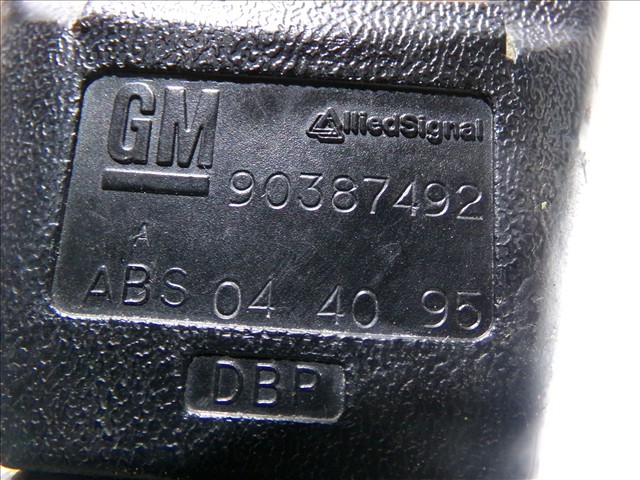 GM AlliedSignal
90387492
A
ABS 04 40 95
DBP